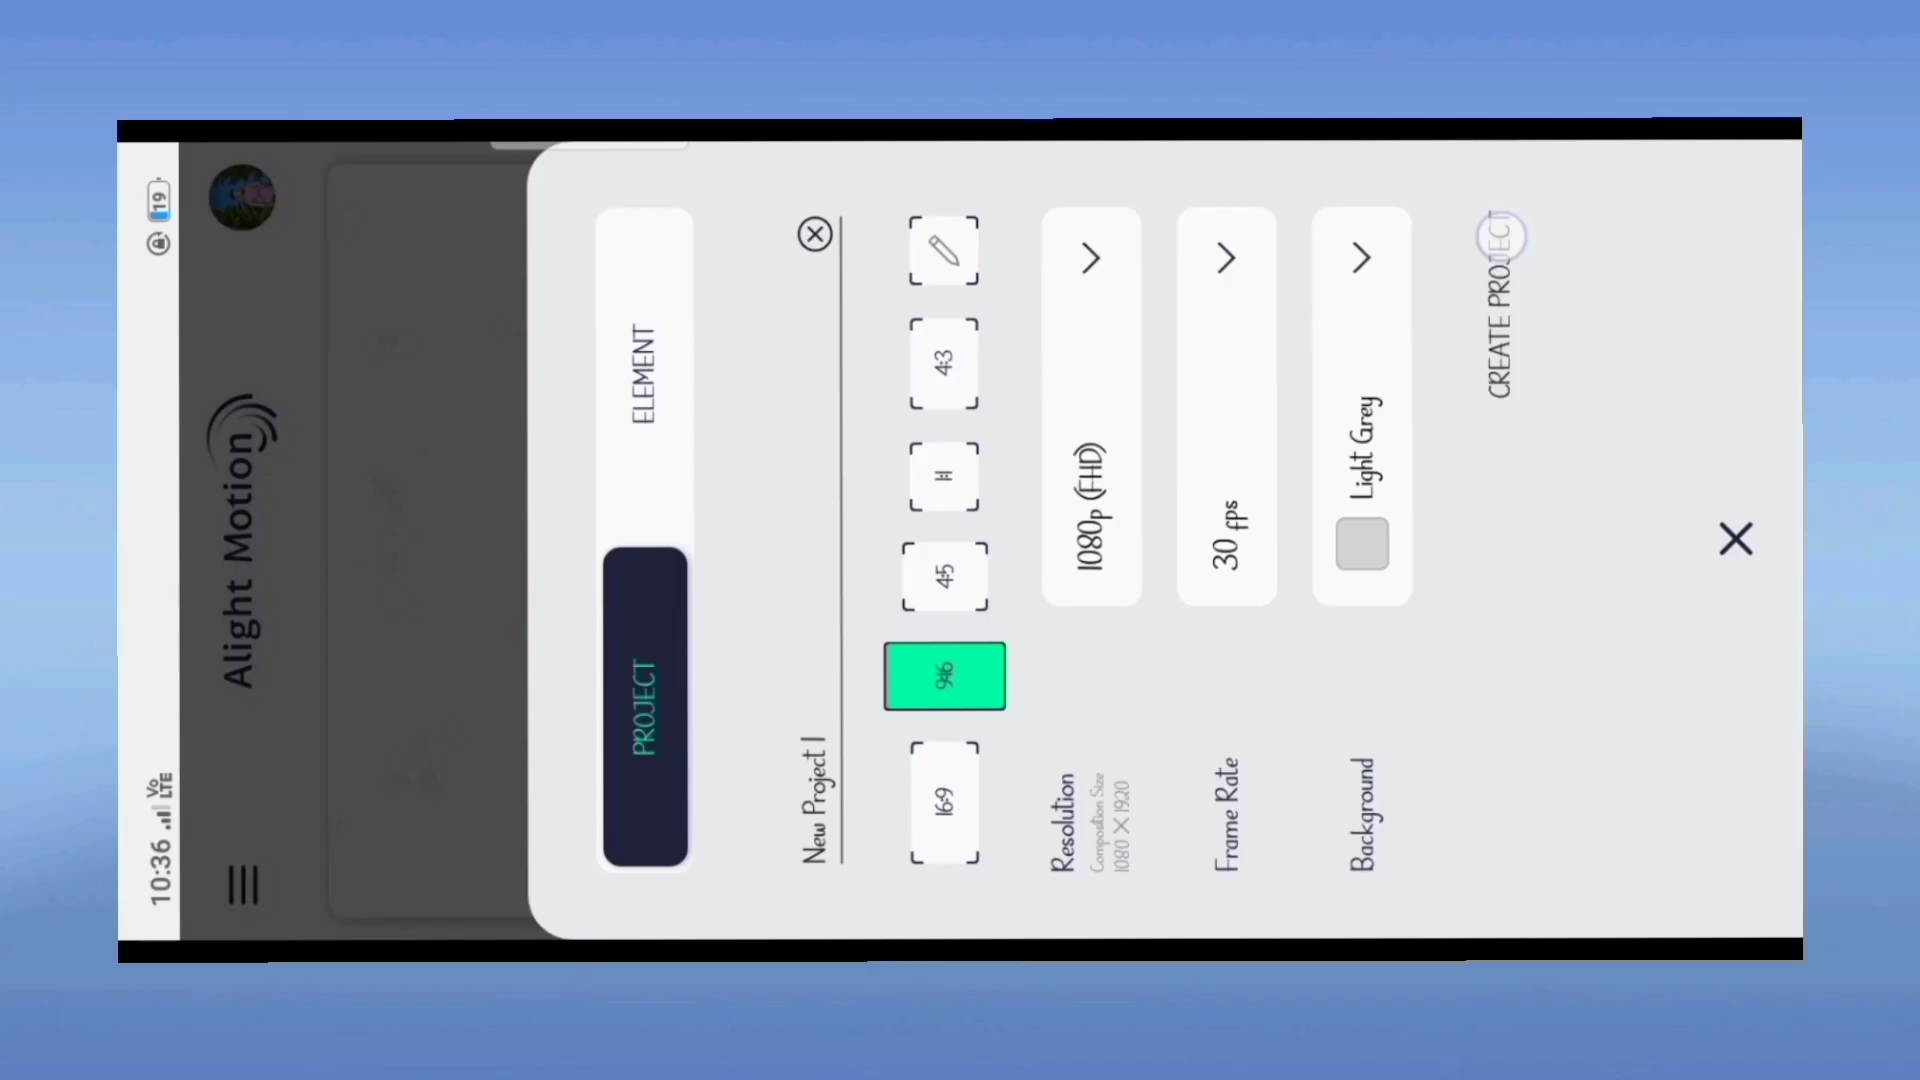 10:36 Vo LTE 19
Alight Motion
PROJECT ELEMENT
New Project 1
16:9 9:16 4:5 1:1 4:3
Resolution 1080p (FHD)
Composition Size
1080 X 1920
Frame Rate 30 fps
Background Light Grey
CREATE PROJECT